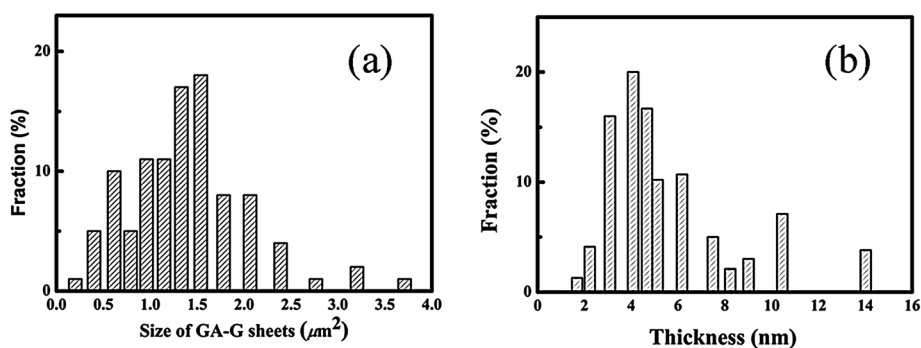 (a)
Fraction (%)
20
10
0
0.0 0.5 1.0 1.5 2.0 2.5 3.0 3.5 4.0
Size of GA-G sheets (μm²)
(b)
Fraction (%)
20
10
0
0 2 4 6 8 10 12 14 16
Thickness (nm)